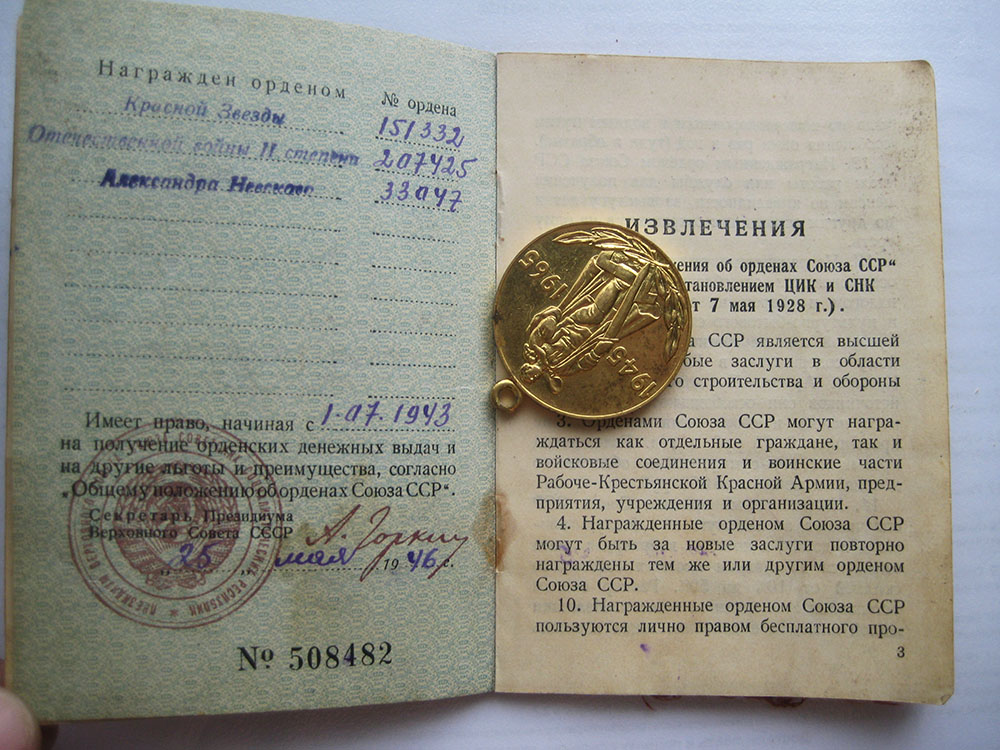 Награжден орденом
№ ордена
Красной Звезды 151332
Отечественной войны II степени 207425
Александра Невского 33047
Имеет право, начиная с 1.07.1943
на получение орденских денежных выдач и
на другие льготы и преимущества, согласно
„Общему положению об орденах Союза ССР“.
Секретарь Президиума
Верховного Совета СССР
А. Горкин
„25„ мая 1946 г.
№ 508482
ИЗВЛЕЧЕНИЯ
ения об орденах Союза ССР“
становлением ЦИК и СНК
т 7 мая 1928 г.).
ССР является высшей
бые заслуги в области
строительства и обороны
3. Орденами Союза ССР могут награ-
ждаться как отдельные граждане, так и
войсковые соединения и воинские части
Рабоче-Крестьянской Красной Армии, пред-
приятия, учреждения и организации.
4. Награжденные орденом Союза ССР
могут быть за новые заслуги повторно
награждены тем же или другим орденом
Союза ССР.
10. Награжденные орденом Союза ССР
пользуются лично правом бесплатного про-
3
1945
1965